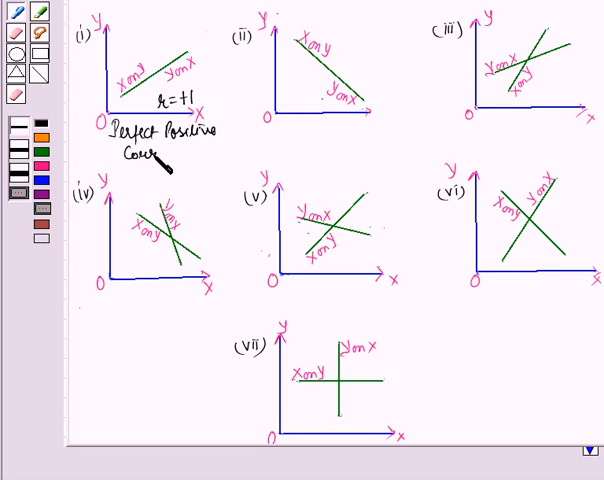 (i) Y X on Y Y on X r = +1 O X
Perfect Positive
Corr
(ii) Y X on Y Y on X O X
(iii) Y Y on X X on Y O X
(iv) Y X on Y Y on X O X
(v) Y Y on X X on Y O X
(vi) Y X on Y Y on X O X
(vii) Y Y on X X on Y O X